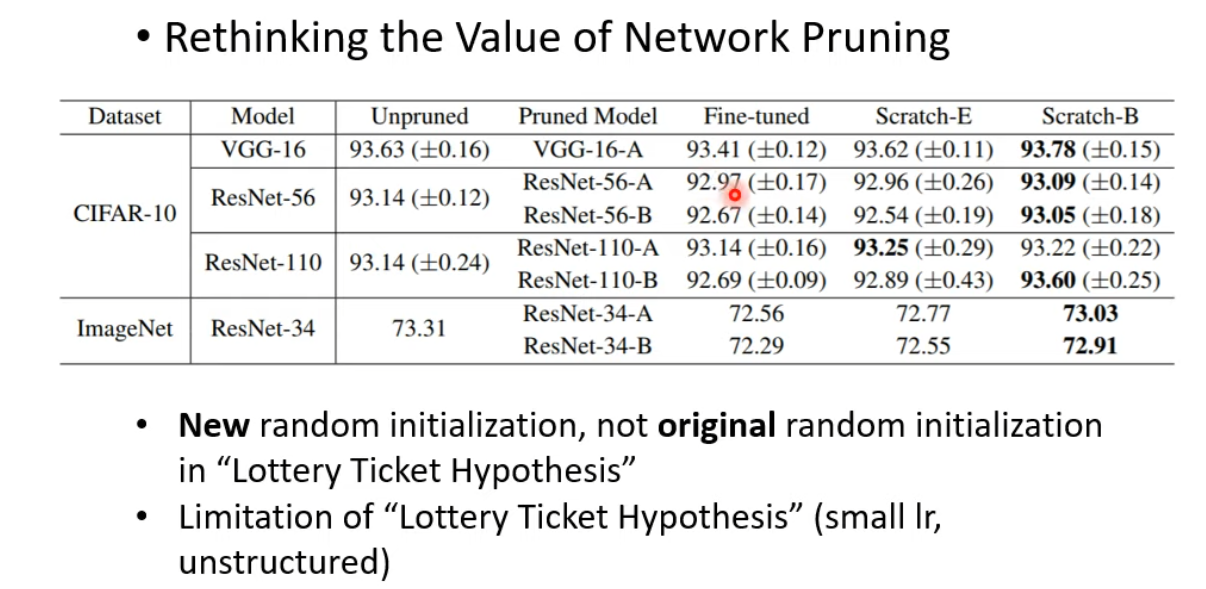 • Rethinking the Value of Network Pruning
Dataset Model Unpruned Pruned Model Fine-tuned Scratch-E Scratch-B
CIFAR-10 VGG-16 93.63 (±0.16) VGG-16-A 93.41 (±0.12) 93.62 (±0.11) 93.78 (±0.15)
ResNet-56 93.14 (±0.12) ResNet-56-A 92.97 (±0.17) 92.96 (±0.26) 93.09 (±0.14)
ResNet-56-B 92.67 (±0.14) 92.54 (±0.19) 93.05 (±0.18)
ResNet-110 93.14 (±0.24) ResNet-110-A 93.14 (±0.16) 93.25 (±0.29) 93.22 (±0.22)
ResNet-110-B 92.69 (±0.09) 92.89 (±0.43) 93.60 (±0.25)
ImageNet ResNet-34 73.31 ResNet-34-A 72.56 72.77 73.03
ResNet-34-B 72.29 72.55 72.91
• New random initialization, not original random initialization
in “Lottery Ticket Hypothesis”
• Limitation of “Lottery Ticket Hypothesis” (small lr,
unstructured)